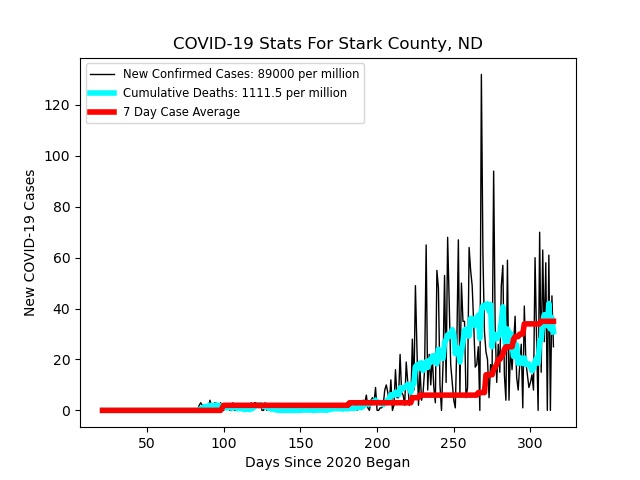 COVID-19 Stats For Stark County, ND
New Confirmed Cases: 89000 per million
Cumulative Deaths: 1111.5 per million
7 Day Case Average
New COVID-19 Cases
120
100
80
60
40
20
0
50 100 150 200 250 300
Days Since 2020 Began